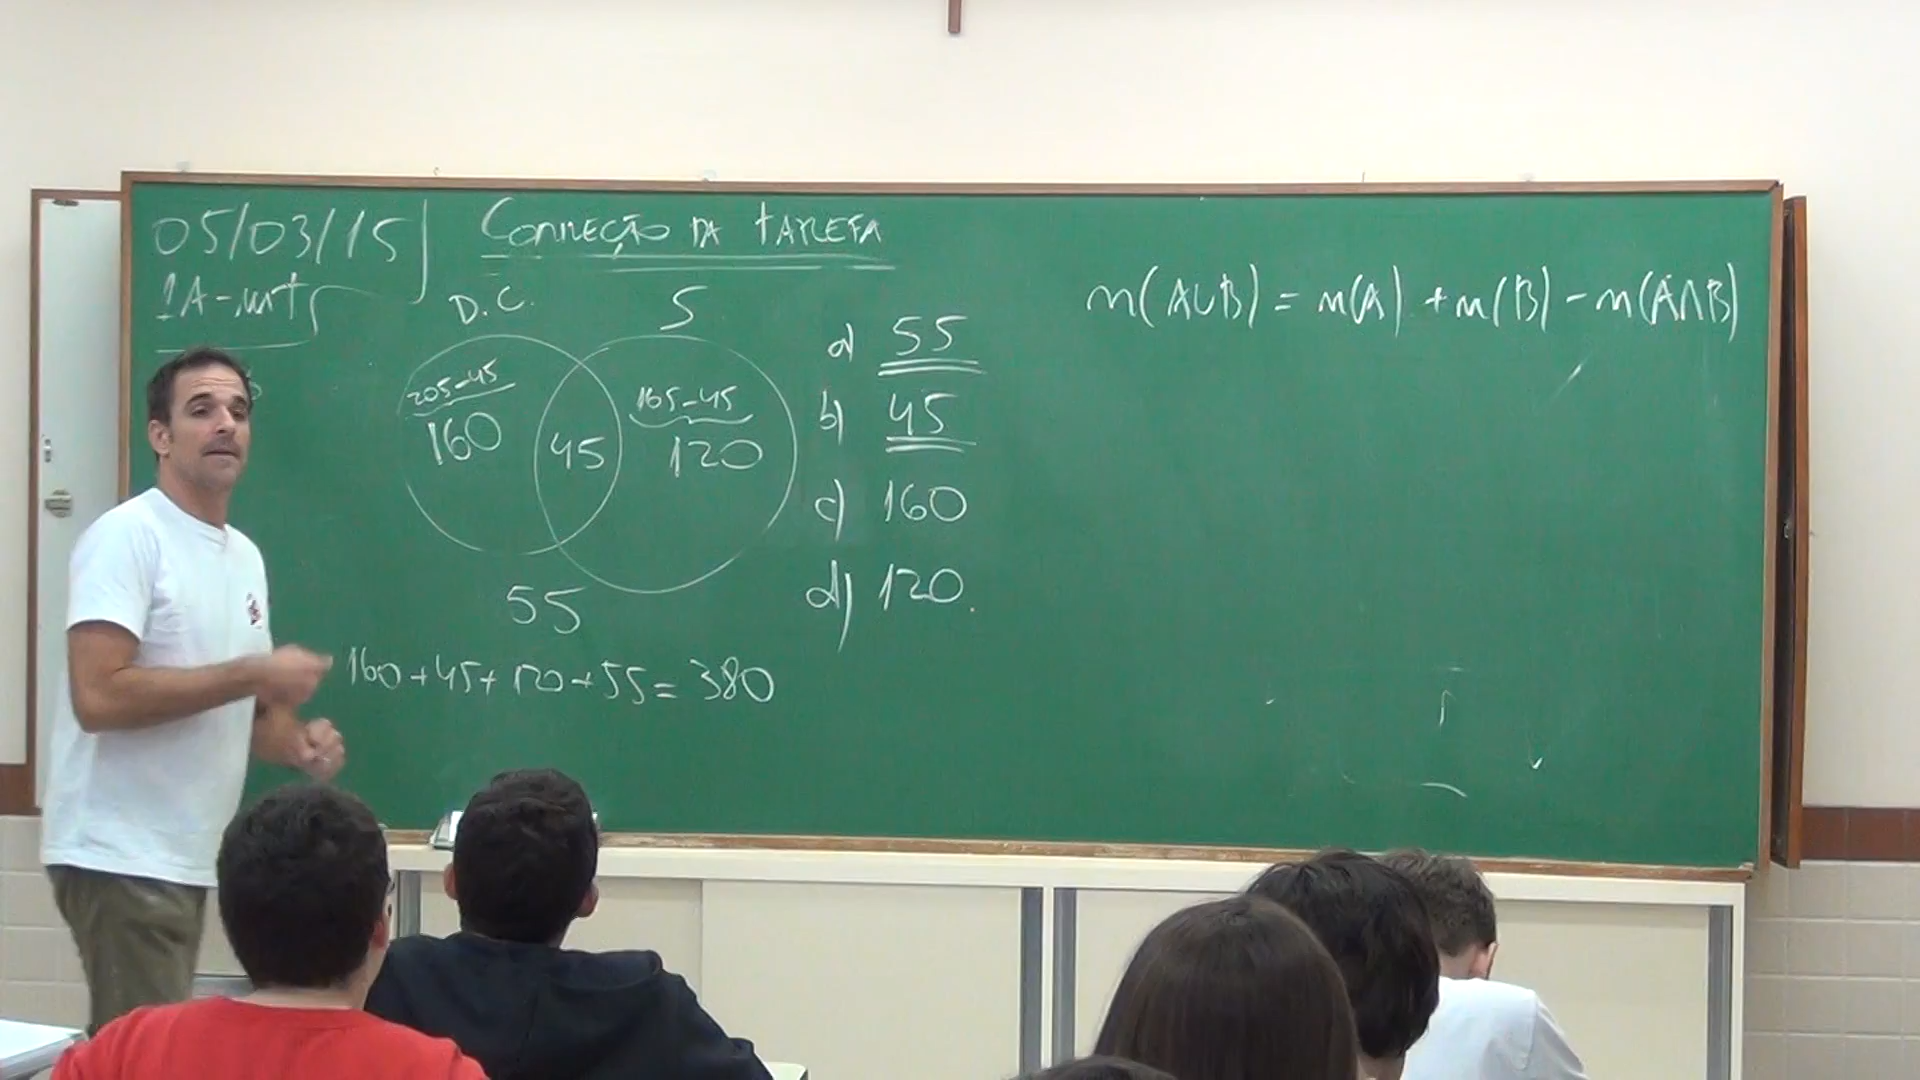 05/03/15
CORREÇÃO DA TAREFA
1A-
D.C.
S
205-45
160
45
165-45
120
55
160+45+120+55=380
a) 55
b) 45
c) 160
d) 120.
n(A∪B) = n(A) + n(B) - n(A∩B)